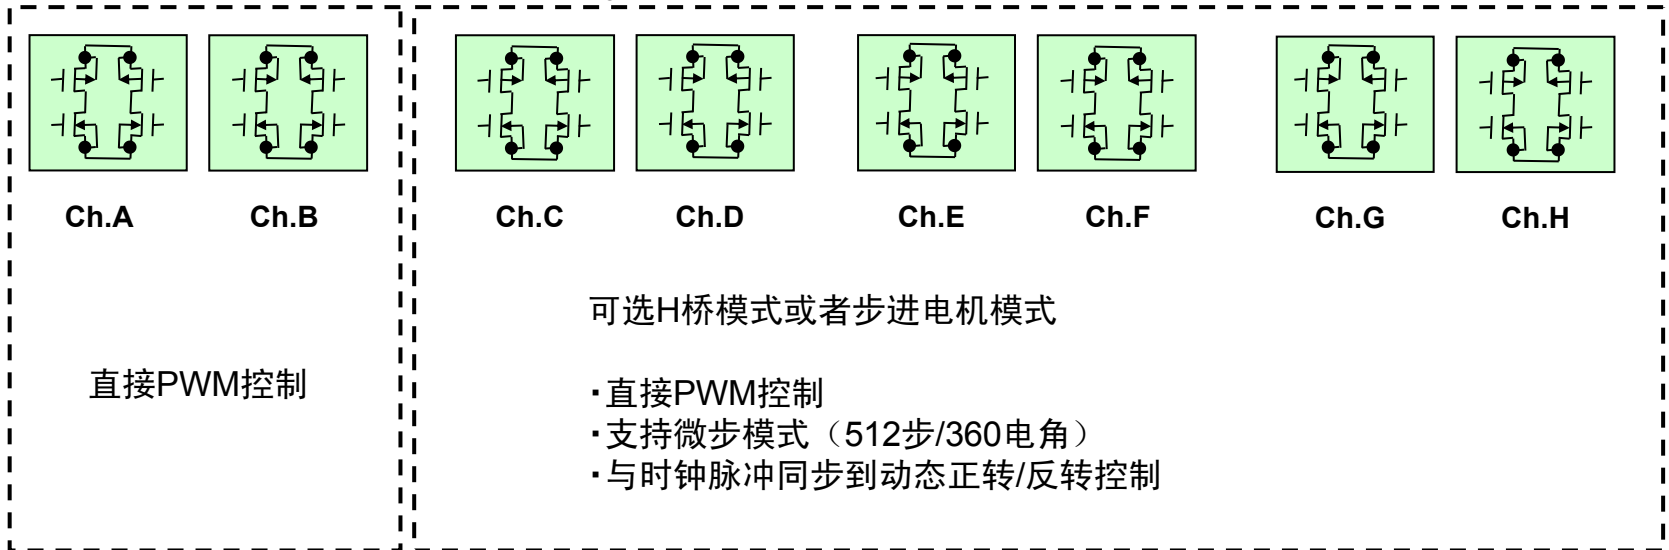 Ch.A Ch.B Ch.C Ch.D Ch.E Ch.F Ch.G Ch.H
直接PWM控制
可选H桥模式或者步进电机模式
・直接PWM控制
・支持微步模式（512步/360电角）
・与时钟脉冲同步到动态正转/反转控制